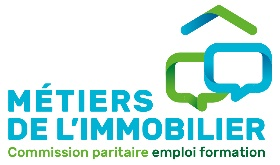 MÉTIERS
DE L'IMMOBILIER
Commission paritaire emploi formation